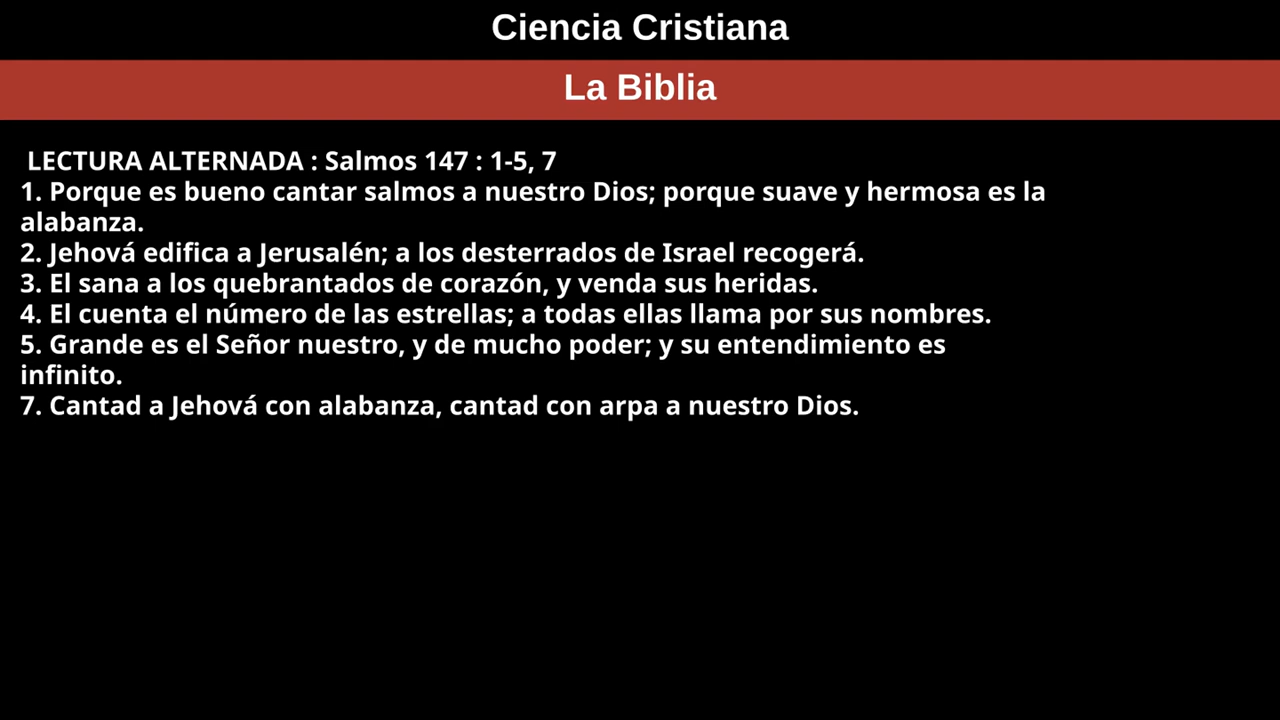 Ciencia Cristiana
La Biblia
LECTURA ALTERNADA : Salmos 147 : 1-5, 7
1. Porque es bueno cantar salmos a nuestro Dios; porque suave y hermosa es la
alabanza.
2. Jehová edifica a Jerusalén; a los desterrados de Israel recogerá.
3. El sana a los quebrantados de corazón, y venda sus heridas.
4. El cuenta el número de las estrellas; a todas ellas llama por sus nombres.
5. Grande es el Señor nuestro, y de mucho poder; y su entendimiento es
infinito.
7. Cantad a Jehová con alabanza, cantad con arpa a nuestro Dios.